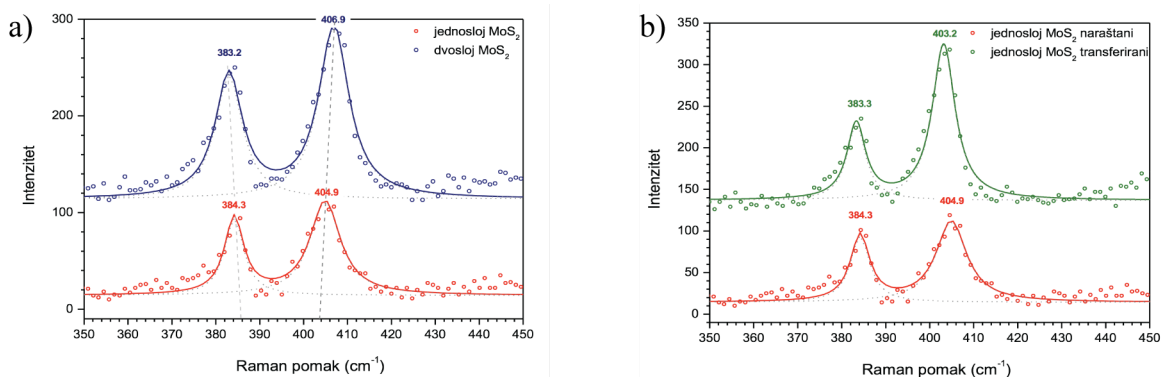 a)
406.9
383.2
jednosloj MoS₂
dvosloj MoS₂
384.3
404.9
300
200
100
0
Intenzitet
350 360 370 380 390 400 410 420 430 440 450
Raman pomak (cm⁻¹)
b)
403.2
383.3
jednosloj MoS₂ naraštani
jednosloj MoS₂ transferirani
384.3
404.9
350
300
250
200
150
100
50
0
Intenzitet
350 360 370 380 390 400 410 420 430 440 450
Raman pomak (cm⁻¹)